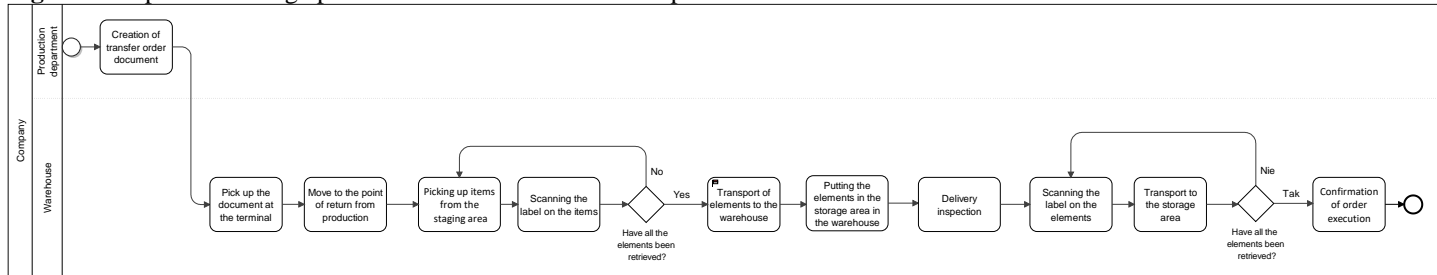 Company
Production
department
Warehouse
Creation of
transfer order
document
Pick up the
document at
the terminal
Move to the point
of return from
production
Picking up items
from the
staging area
Scanning the
label on the items
No
Yes
Have all the
elements been
retrieved?
Transport of
elements to the
warehouse
Putting the
elements in the
storage area in
the warehouse
Delivery
inspection
Scanning the
label on the
elements
Transport to
the storage
area
Nie
Tak
Have all the
elements been
retrieved?
Confirmation
of order
execution